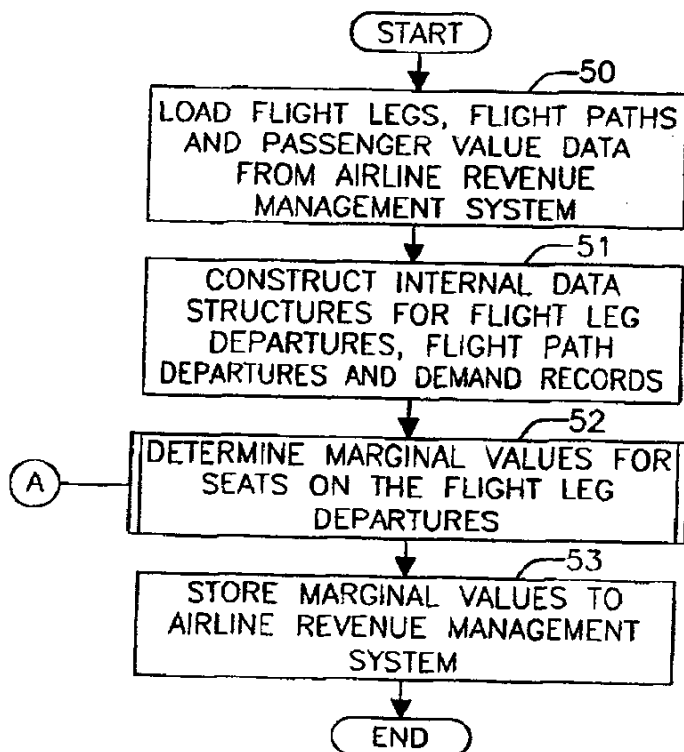 START
50
LOAD FLIGHT LEGS, FLIGHT PATHS
AND PASSENGER VALUE DATA
FROM AIRLINE REVENUE
MANAGEMENT SYSTEM
51
CONSTRUCT INTERNAL DATA
STRUCTURES FOR FLIGHT LEG
DEPARTURES, FLIGHT PATH
DEPARTURES AND DEMAND RECORDS
52
A
DETERMINE MARGINAL VALUES FOR
SEATS ON THE FLIGHT LEG
DEPARTURES
53
STORE MARGINAL VALUES TO
AIRLINE REVENUE MANAGEMENT
SYSTEM
END